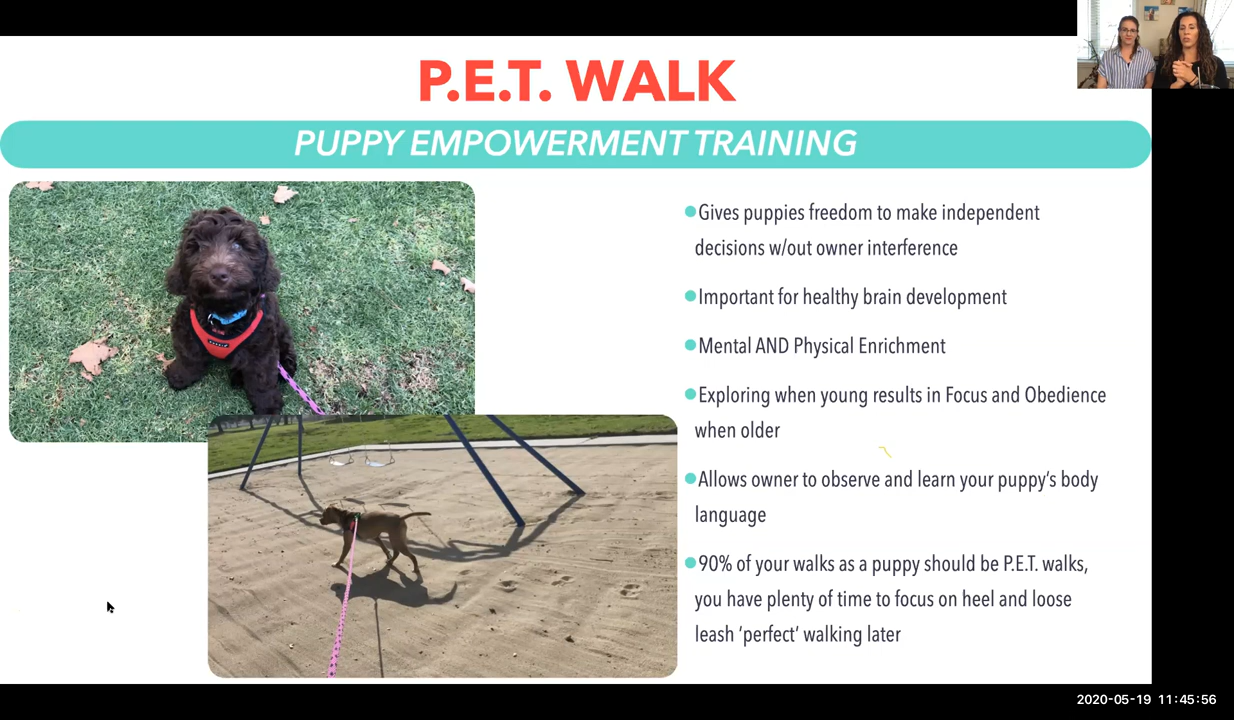 P.E.T. WALK
PUPPY EMPOWERMENT TRAINING
Gives puppies freedom to make independent
decisions w/out owner interference
Important for healthy brain development
Mental AND Physical Enrichment
Exploring when young results in Focus and Obedience
when older
Allows owner to observe and learn your puppy's body
language
90% of your walks as a puppy should be P.E.T. walks,
you have plenty of time to focus on heel and loose
leash 'perfect' walking later
2020-05-19 11:45:56